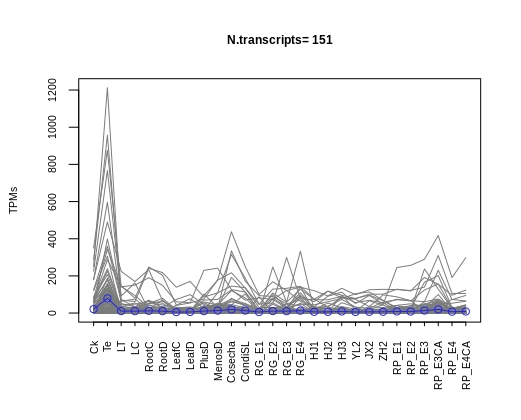 N.transcripts= 151
TPMs
1200
1000
800
600
400
200
0
Ck
Te
LT
LC
RootC
RootD
LeafC
LeafD
PlusD
MenosD
Cosecha
CondiSL
RG_E1
RG_E2
RG_E3
RG_E4
HJ1
HJ2
HJ3
YL2
JX2
ZH2
RP_E1
RP_E2
RP_E3
RP_E3CA
RP_E4
RP_E4CA